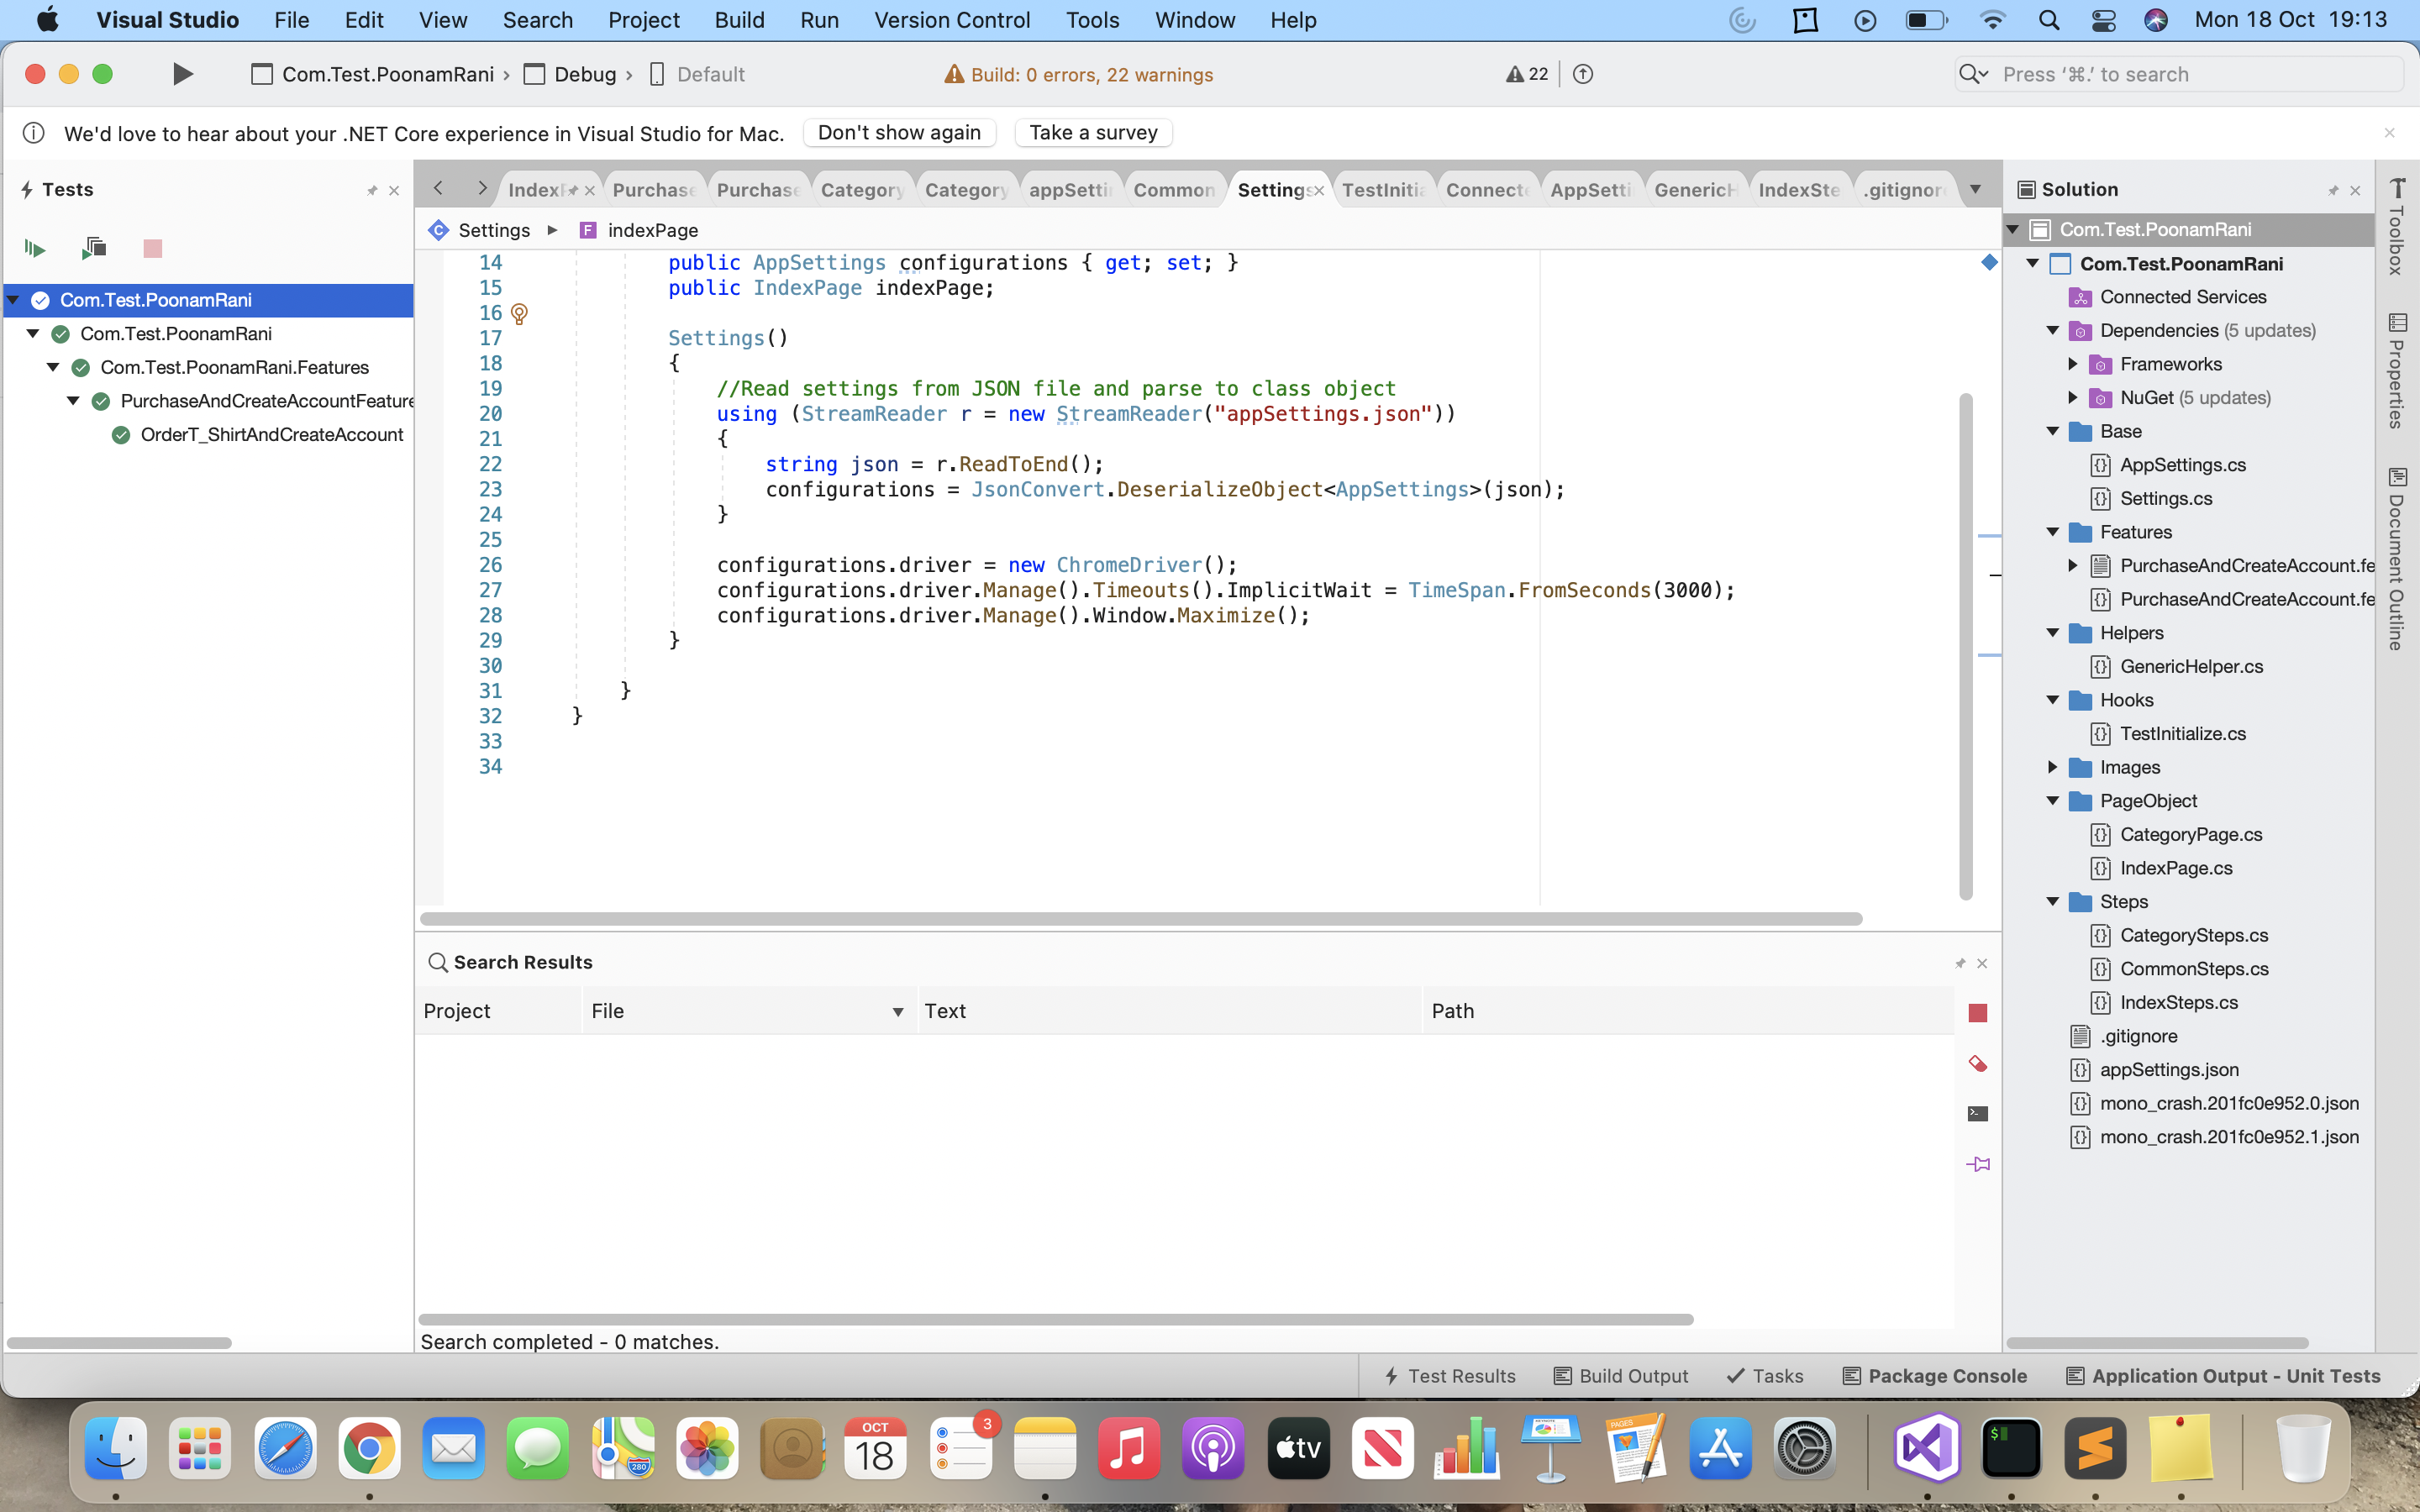 Visual Studio File Edit View Search Project Build Run Version Control Tools Window Help Mon 18 Oct 19:13
Com.Test.PoonamRani › Debug › Default Build: 0 errors, 22 warnings 22 Press ‘⌘.’ to search
We'd love to hear about your .NET Core experience in Visual Studio for Mac. Don't show again Take a survey
Tests
Com.Test.PoonamRani
Com.Test.PoonamRani
Com.Test.PoonamRani.Features
PurchaseAndCreateAccountFeature
OrderT_ShirtAndCreateAccount
IndexP Purchase Purchase Category Category appSettin Common Settings TestInitia Connecte AppSettin GenericH IndexSte .gitignor
Settings indexPage
14 public AppSettings configurations { get; set; }
15 public IndexPage indexPage;
16
17 Settings()
18 {
19 //Read settings from JSON file and parse to class object
20 using (StreamReader r = new StreamReader("appSettings.json"))
21 {
22 string json = r.ReadToEnd();
23 configurations = JsonConvert.DeserializeObject<AppSettings>(json);
24 }
25
26 configurations.driver = new ChromeDriver();
27 configurations.driver.Manage().Timeouts().ImplicitWait = TimeSpan.FromSeconds(3000);
28 configurations.driver.Manage().Window.Maximize();
29 }
30
31 }
32 }
33
34
Search Results
Project File Text Path
Search completed - 0 matches.
Solution
Com.Test.PoonamRani
Com.Test.PoonamRani
Connected Services
Dependencies (5 updates)
Frameworks
NuGet (5 updates)
Base
AppSettings.cs
Settings.cs
Features
PurchaseAndCreateAccount.fe
PurchaseAndCreateAccount.fe
Helpers
GenericHelper.cs
Hooks
TestInitialize.cs
Images
PageObject
CategoryPage.cs
IndexPage.cs
Steps
CategorySteps.cs
CommonSteps.cs
IndexSteps.cs
.gitignore
appSettings.json
mono_crash.201fc0e952.0.json
mono_crash.201fc0e952.1.json
Toolbox
Properties
Document Outline
Test Results Build Output Tasks Package Console Application Output - Unit Tests
280
OCT
18
3
tv
PAGES
$